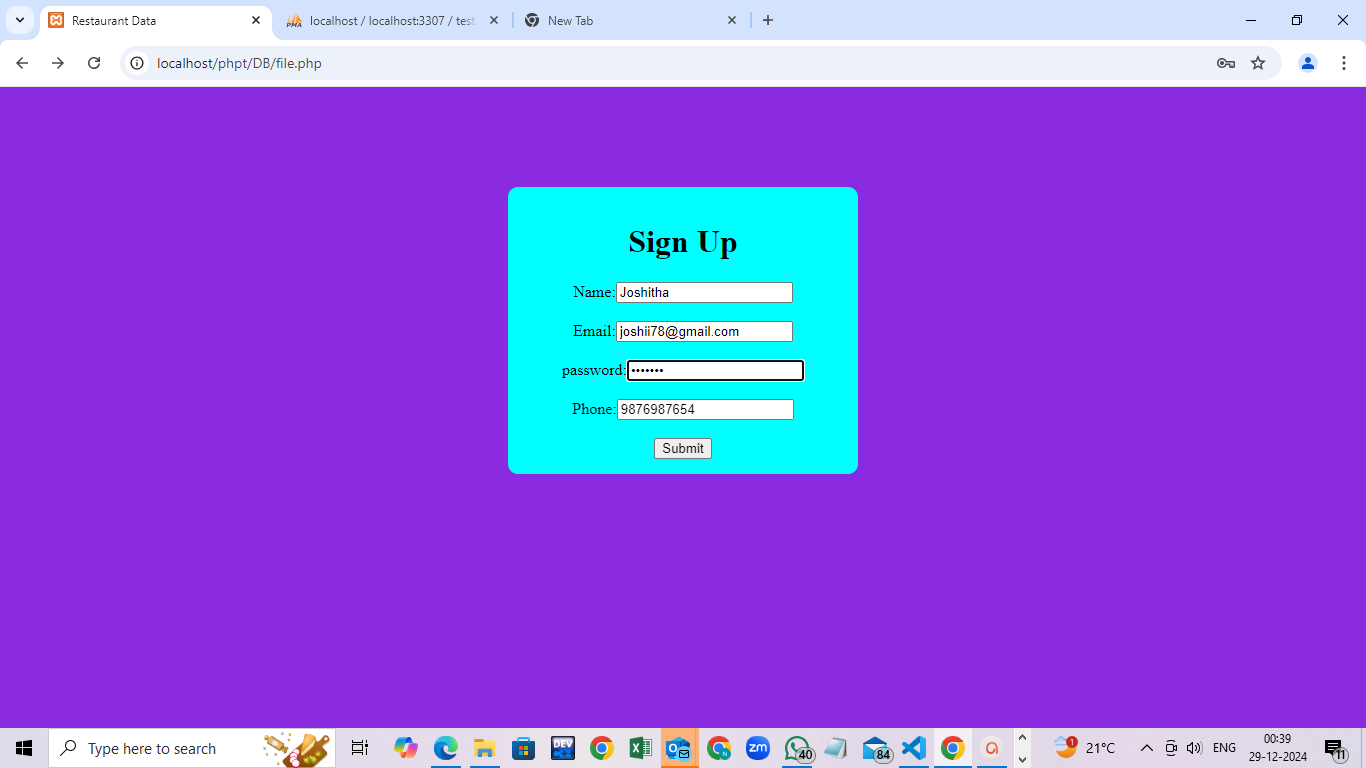 Restaurant Data
PMA localhost / localhost:3307 / test
New Tab
localhost/phpt/DB/file.php
Sign Up
Name: Joshitha
Email: joshii78@gmail.com
password: •••••••
Phone: 9876987654
Submit
Type here to search
DEV
N
zm
40
84
1
21°C
ENG
00:39
29-12-2024
11